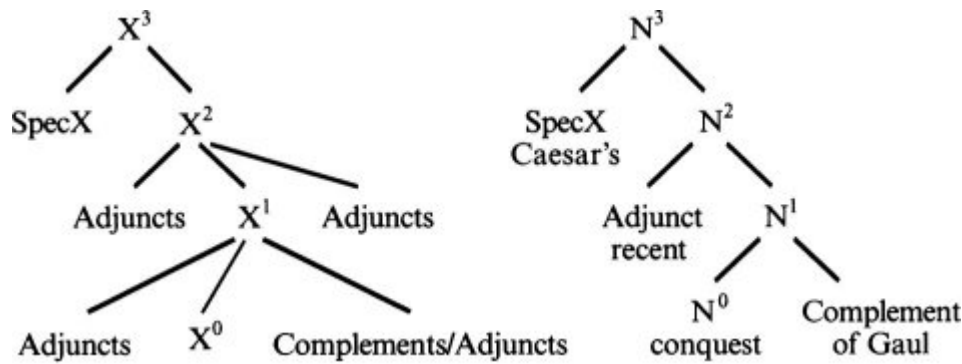 X³ N³
SpecX X² SpecX N²
Caesar's
Adjuncts X¹ Adjuncts Adjunct N¹
recent
Adjuncts X⁰ Complements/Adjuncts N⁰ Complement
conquest of Gaul